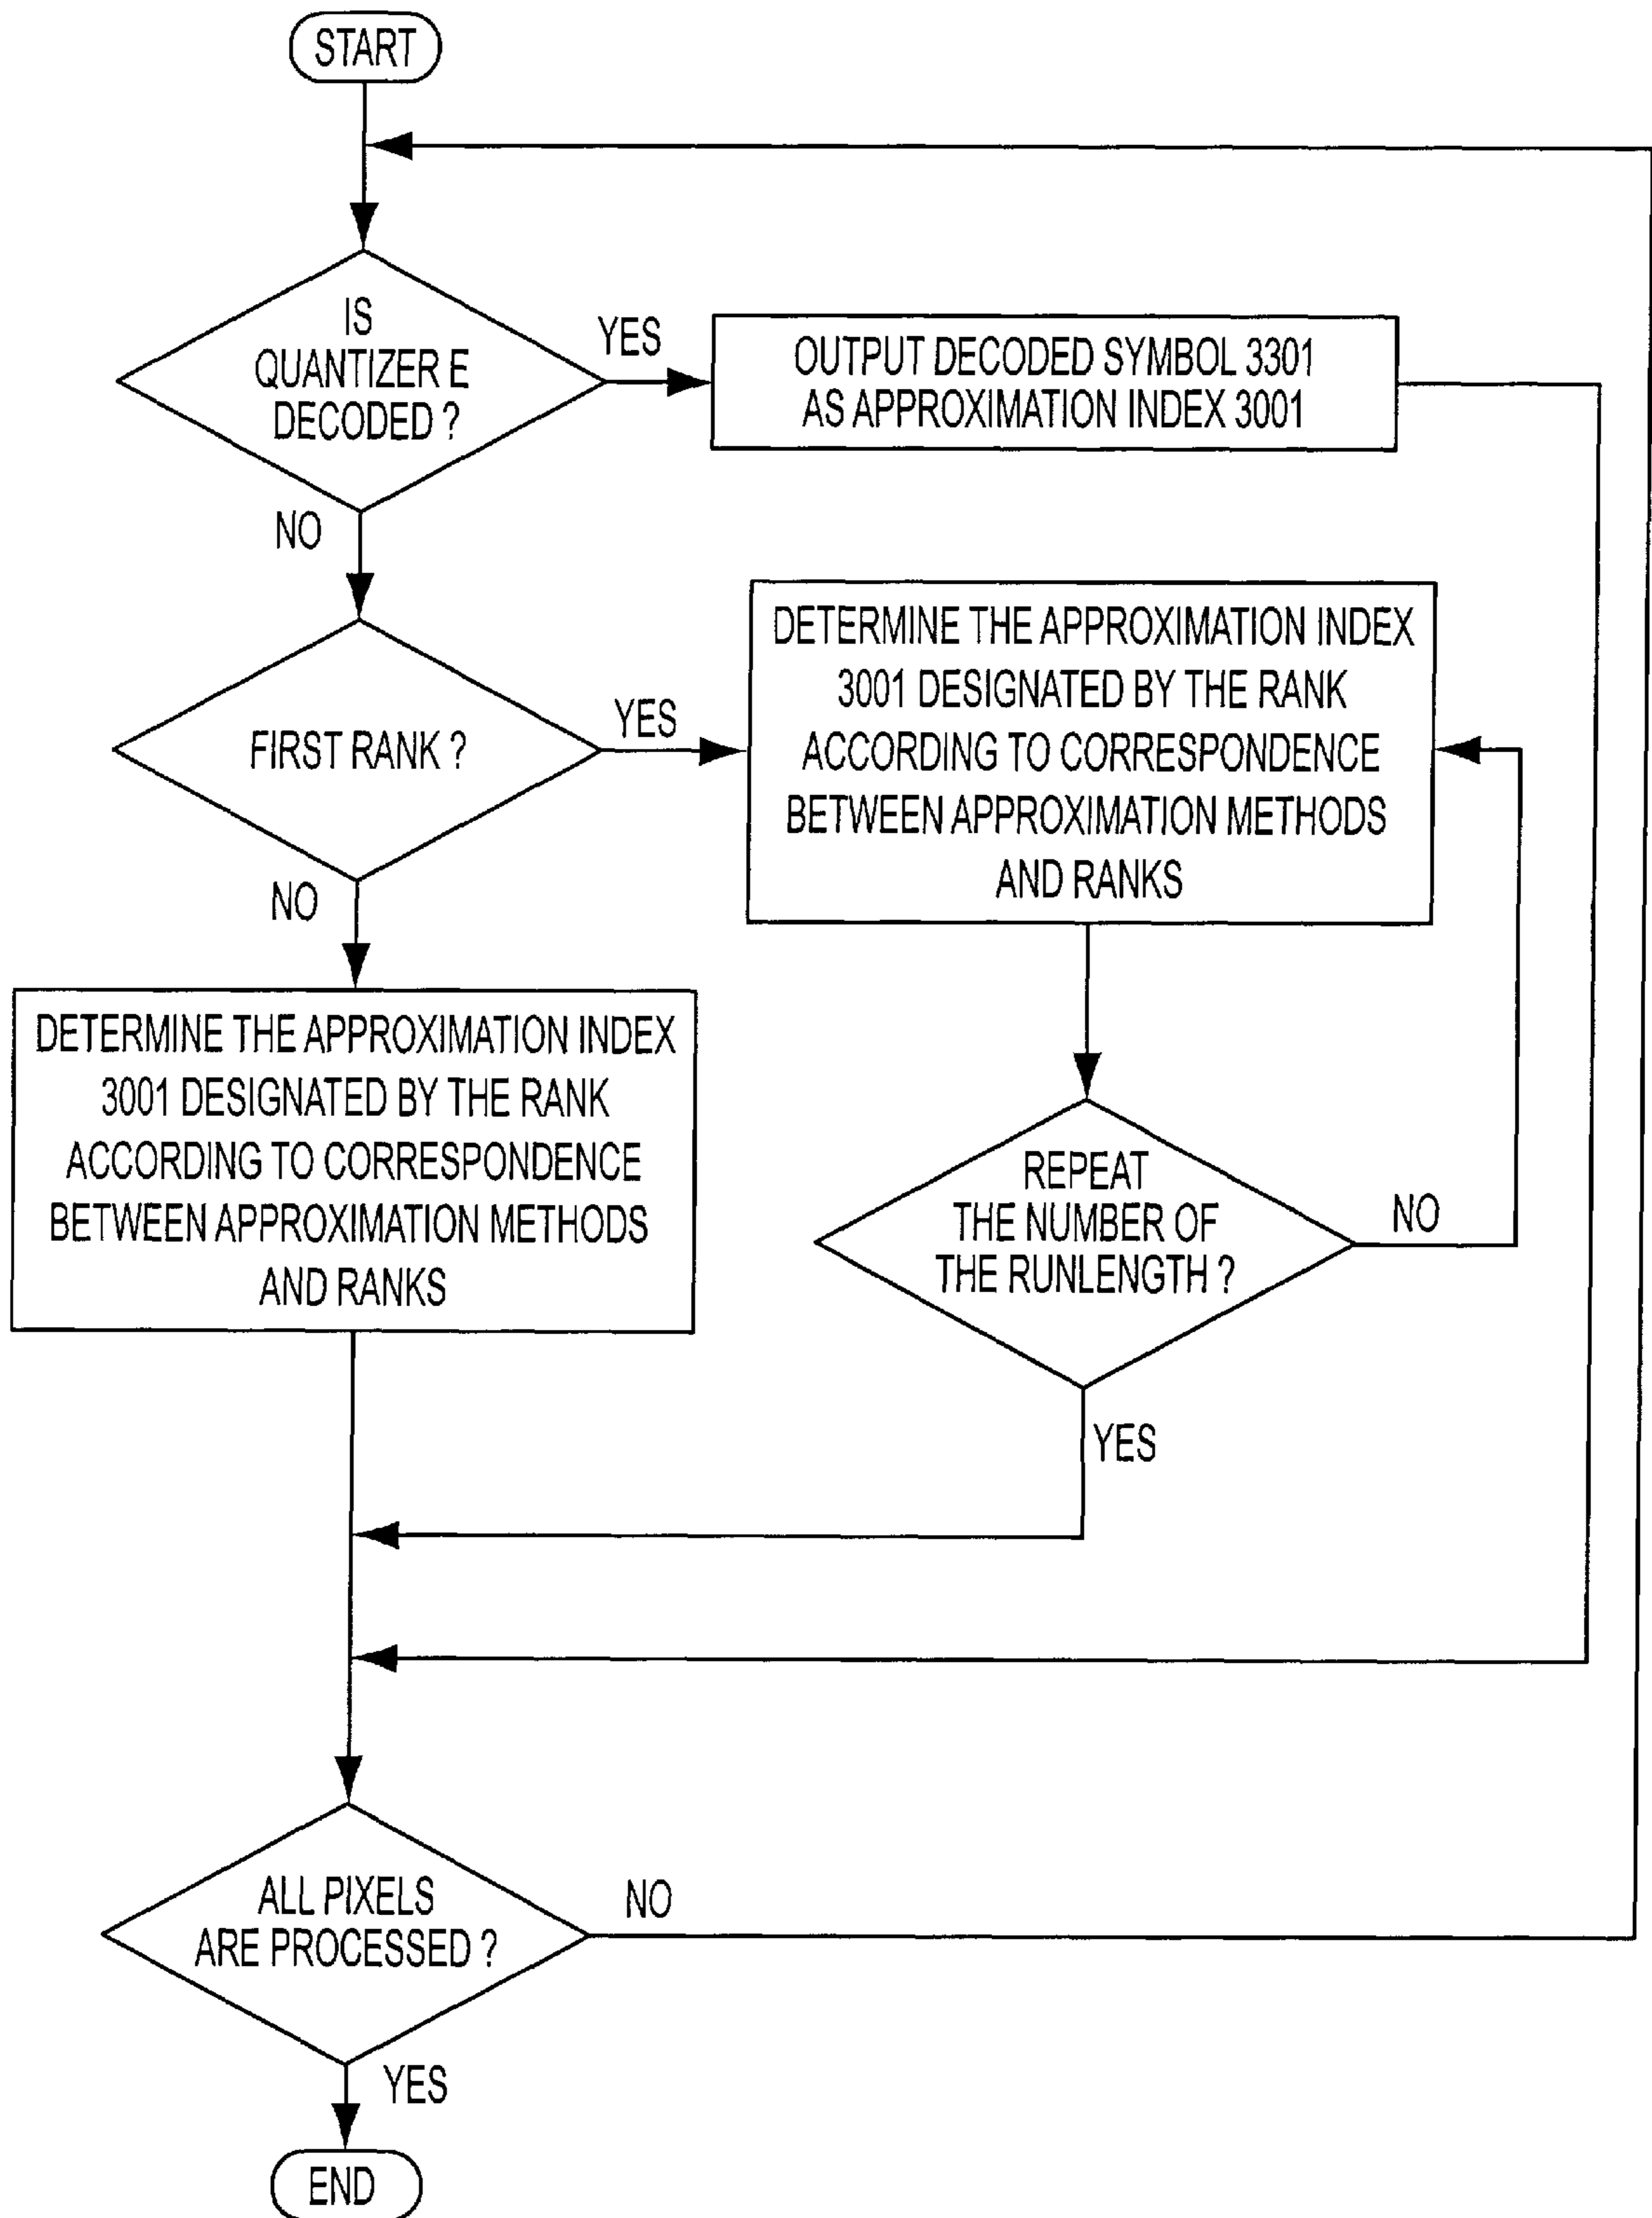 START
IS
QUANTIZER E
DECODED ?
YES
OUTPUT DECODED SYMBOL 3301
AS APPROXIMATION INDEX 3001
NO
FIRST RANK ?
YES
DETERMINE THE APPROXIMATION INDEX
3001 DESIGNATED BY THE RANK
ACCORDING TO CORRESPONDENCE
BETWEEN APPROXIMATION METHODS
AND RANKS
NO
DETERMINE THE APPROXIMATION INDEX
3001 DESIGNATED BY THE RANK
ACCORDING TO CORRESPONDENCE
BETWEEN APPROXIMATION METHODS
AND RANKS
REPEAT
THE NUMBER OF
THE RUNLENGTH ?
NO
YES
ALL PIXELS
ARE PROCESSED ?
NO
YES
END